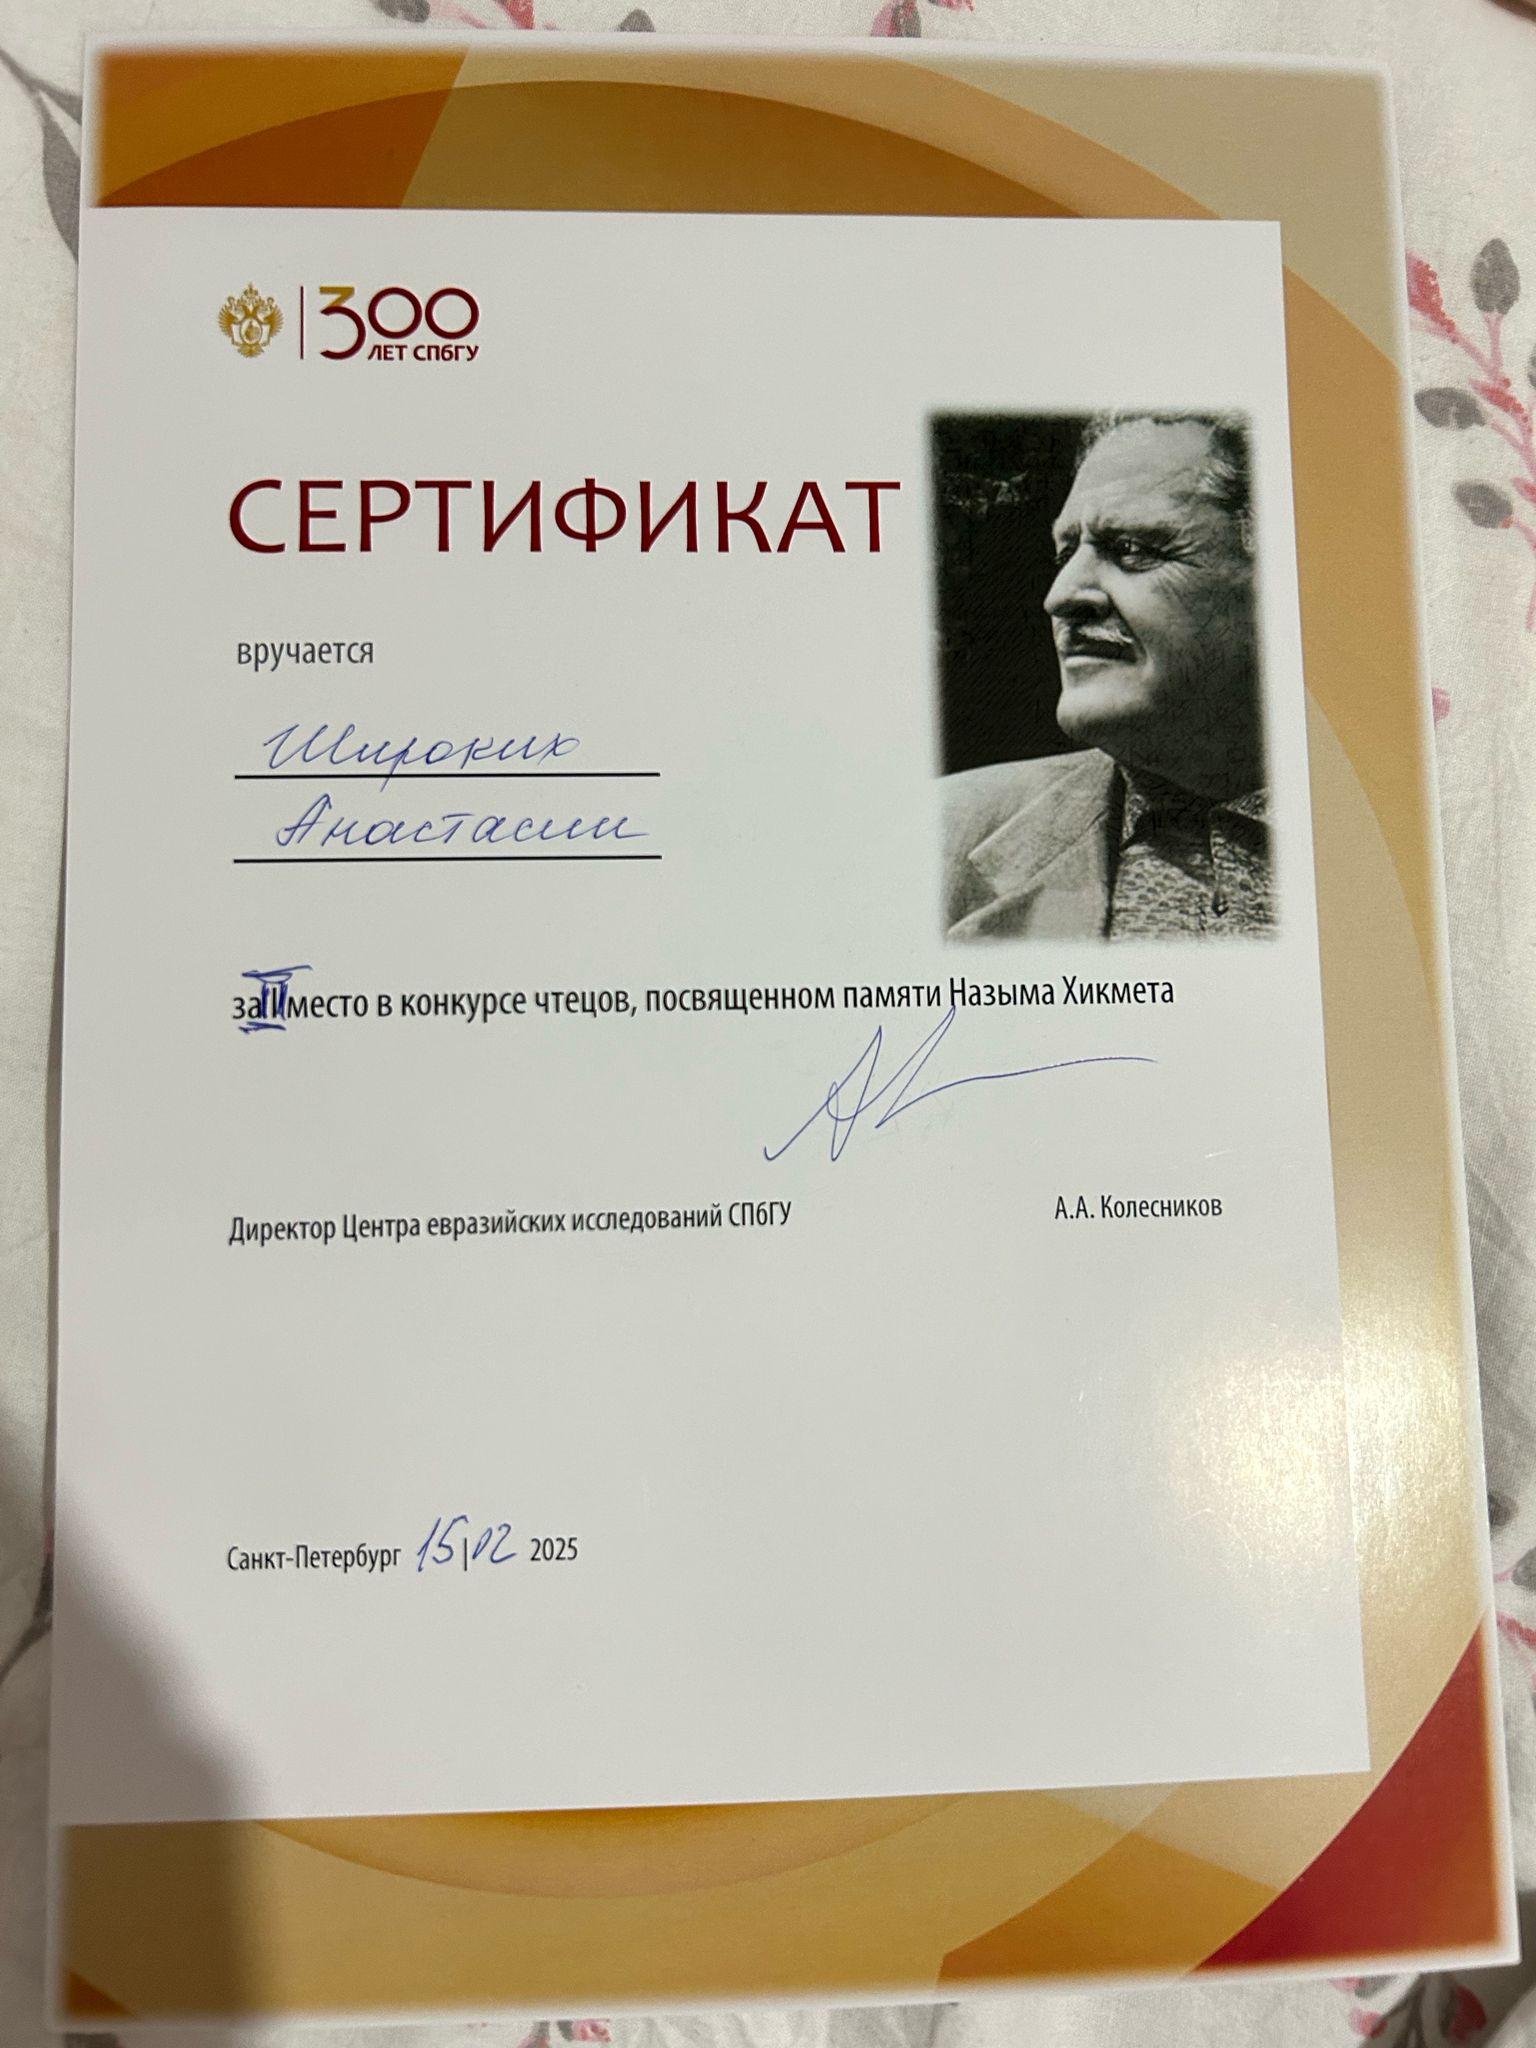 300
ЛЕТ СПбГУ
СЕРТИФИКАТ
вручается
Широких
Анастасии
за II место в конкурсе чтецов, посвященном памяти Назыма Хикмета
Директор Центра евразийских исследований СПбГУ А.А. Колесников
Санкт-Петербург 15|02 2025